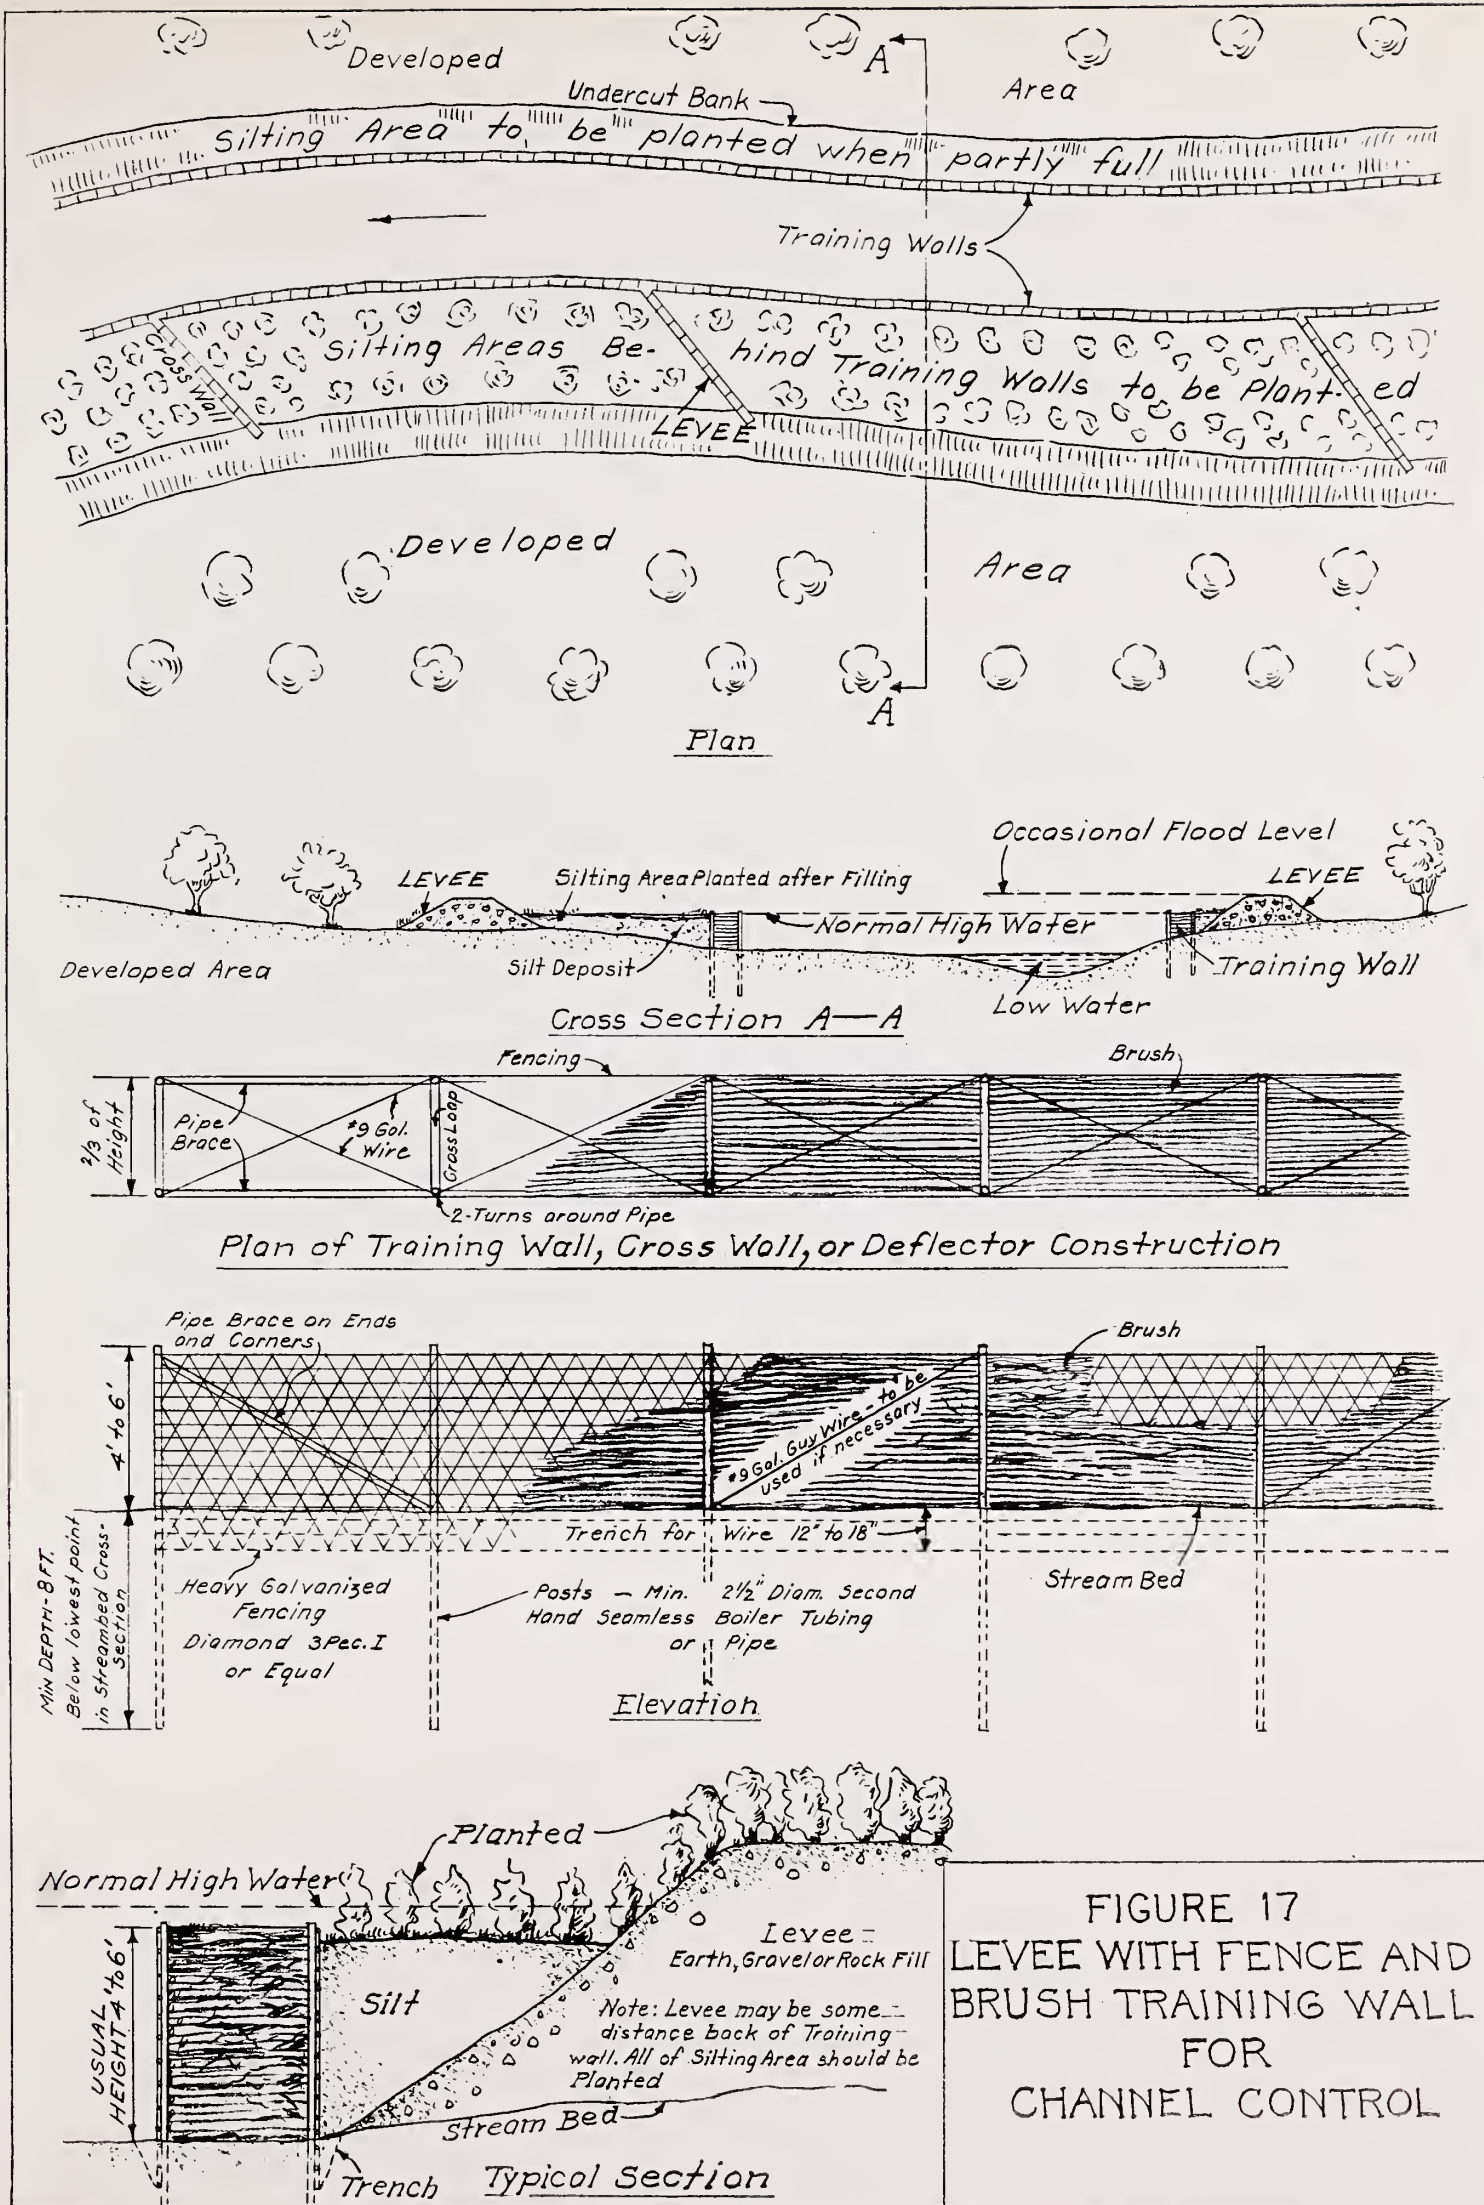 Developed
A
Area
Undercut Bank
Silting Area to be planted when partly full
Training Walls
Cross Wall
Silting Areas Be-
hind Training Walls to be Plant-ed
LEVEE
Developed
Area
A
Plan
Occasional Flood Level
LEVEE
Silting Area Planted after Filling
LEVEE
Normal High Water
Developed Area
Silt Deposit
Training Wall
Low Water
Cross Section A—A
Fencing
Brush
2/3 of
Height
Pipe
Brace
#9 Gal.
Wire
Cross Loop
2-Turns around Pipe
Plan of Training Wall, Cross Wall, or Deflector Construction
Pipe Brace on Ends
and Corners
Brush
4' to 6'
#9 Gal. Guy Wire - to be
used if necessary
Trench for Wire 12" to 18"
MIN DEPTH-8 FT.
Below lowest point
in Streambed Cross-
section
Heavy Galvanized
Fencing
Diamond 3Pec.I
or Equal
Posts — Min. 2½" Diam. Second
Hand Seamless Boiler Tubing
or Pipe
Stream Bed
Elevation
Planted
Normal High Water
Levee =
Earth, Gravel or Rock Fill
USUAL
HEIGHT-4' to 6'
Silt
Note: Levee may be some
distance back of Training
wall. All of Silting Area should be
Planted
Stream Bed
Trench
Typical Section
FIGURE 17
LEVEE WITH FENCE AND
BRUSH TRAINING WALL
FOR
CHANNEL CONTROL